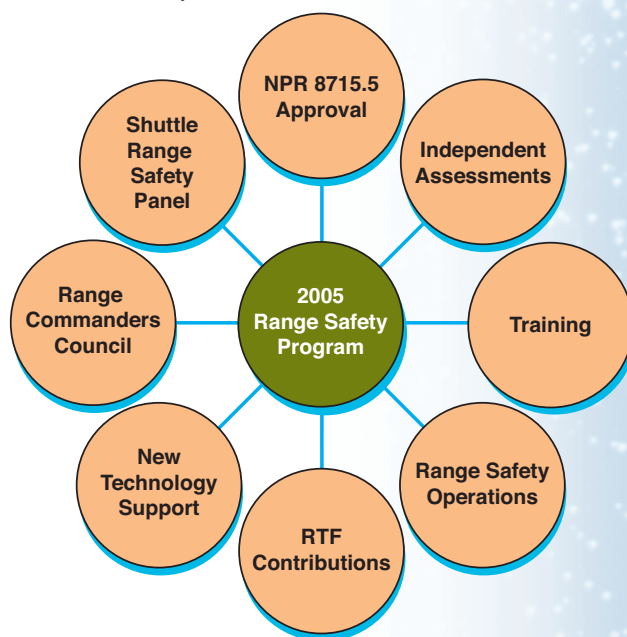 NPR 8715.5
Approval
Shuttle
Range
Safety
Panel
Independent
Assessments
Range
Commanders
Council
2005
Range Safety
Program
Training
New
Technology
Support
Range Safety
Operations
RTF
Contributions